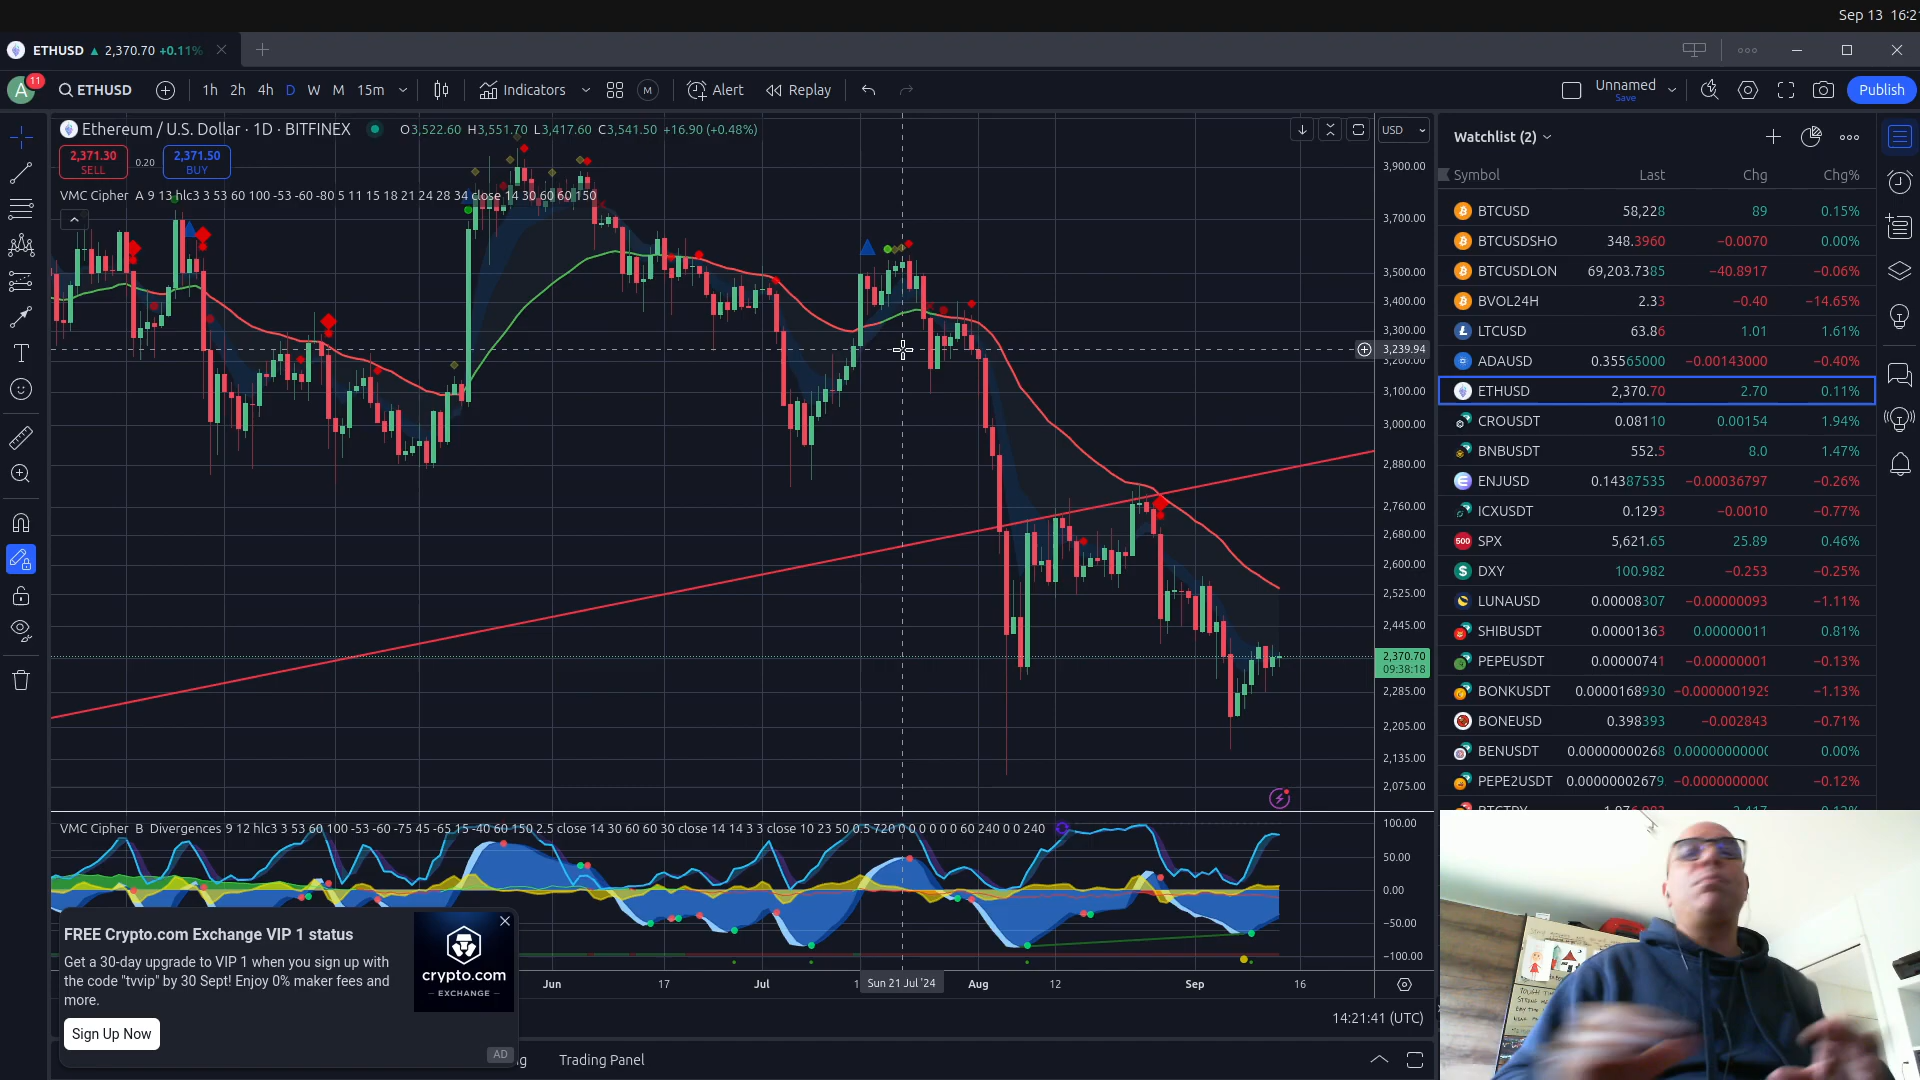 Sep 13 16:21
ETHUSD ▲ 2,370.70 +0.11%
A 11 ETHUSD 1h 2h 4h D W M 15m Indicators M Alert Replay Unnamed Save Publish
Ethereum / U.S. Dollar · 1D · BITFINEX O3,522.60 H3,551.70 L3,417.60 C3,541.50 +16.90 (+0.48%)
USD
2,371.30 SELL 0.20 2,371.50 BUY
VMC Cipher A 9 13 hlc3 3 53 60 100 -53 -60 -80 5 11 15 18 21 24 28 34 close 14 30 60 60 150
3,900.00
3,700.00
3,500.00
3,400.00
3,300.00
3,239.94
3,200.00
3,100.00
3,000.00
2,880.00
2,760.00
2,680.00
2,600.00
2,525.00
2,445.00
2,370.70
09:38:18
2,285.00
2,205.00
2,135.00
2,075.00
VMC Cipher B Divergences 9 12 hlc3 3 53 60 100 -53 -60 -75 45 -65 15 -40 60 150 2.5 close 14 30 60 60 30 close 14 14 3 3 close 10 23 50 0.5 720 0 0 0 0 0 0 60 240 0 0 240
100.00
50.00
0.00
−50.00
−100.00
Jun 17 Jul Sun 21 Jul '24 Aug 12 Sep 16
14:21:41 (UTC)
FREE Crypto.com Exchange VIP 1 status
Get a 30-day upgrade to VIP 1 when you sign up with
the code "tvvip" by 30 Sept! Enjoy 0% maker fees and
more.
Sign Up Now
crypto.com
EXCHANGE
AD
Trading Panel
Watchlist (2)
Symbol Last Chg Chg%
BTCUSD 58,228 89 0.15%
BTCUSDSHO 348.3960 −0.0070 0.00%
BTCUSDLON 69,203.7385 −40.8917 −0.06%
BVOL24H 2.33 −0.40 −14.65%
LTCUSD 63.86 1.01 1.61%
ADAUSD 0.35565000 −0.00143000 −0.40%
ETHUSD 2,370.70 2.70 0.11%
CROUSDT 0.08110 0.00154 1.94%
BNBUSDT 552.5 8.0 1.47%
ENJUSD 0.14387535 −0.00036797 −0.26%
ICXUSDT 0.1293 −0.0010 −0.77%
500 SPX 5,621.65 25.89 0.46%
DXY 100.982 −0.253 −0.25%
LUNAUSD 0.00008307 −0.00000093 −1.11%
SHIBUSDT 0.00001363 0.00000011 0.81%
PEPEUSDT 0.00000741 −0.00000001 −0.13%
BONKUSDT 0.0000168930 −0.0000001929 −1.13%
BONEUSD 0.398393 −0.002843 −0.71%
BENUSDT 0.00000000268 0.0000000000 0.00%
PEPE2USDT 0.00000002679 −0.000000000 −0.12%